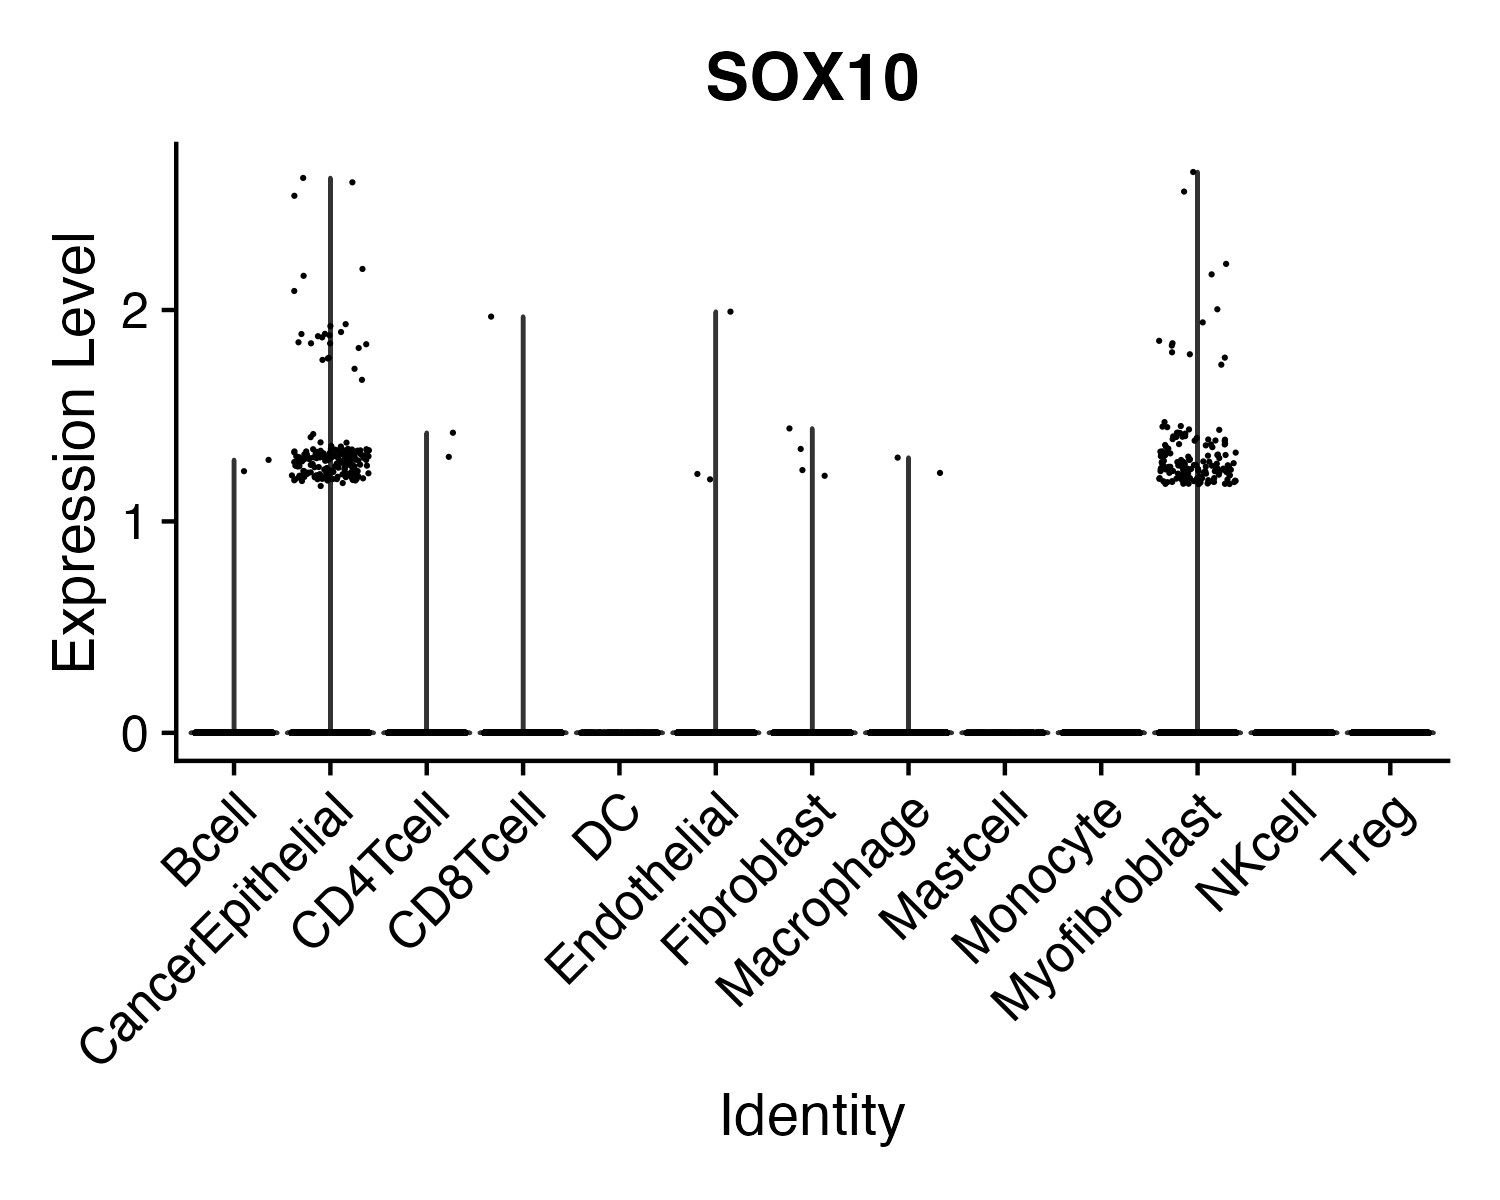 SOX10
Expression Level
2
1
0
Bcell
CancerEpithelial
CD4Tcell
CD8Tcell
DC
Endothelial
Fibroblast
Macrophage
Mastcell
Monocyte
Myofibroblast
NKcell
Treg
Identity